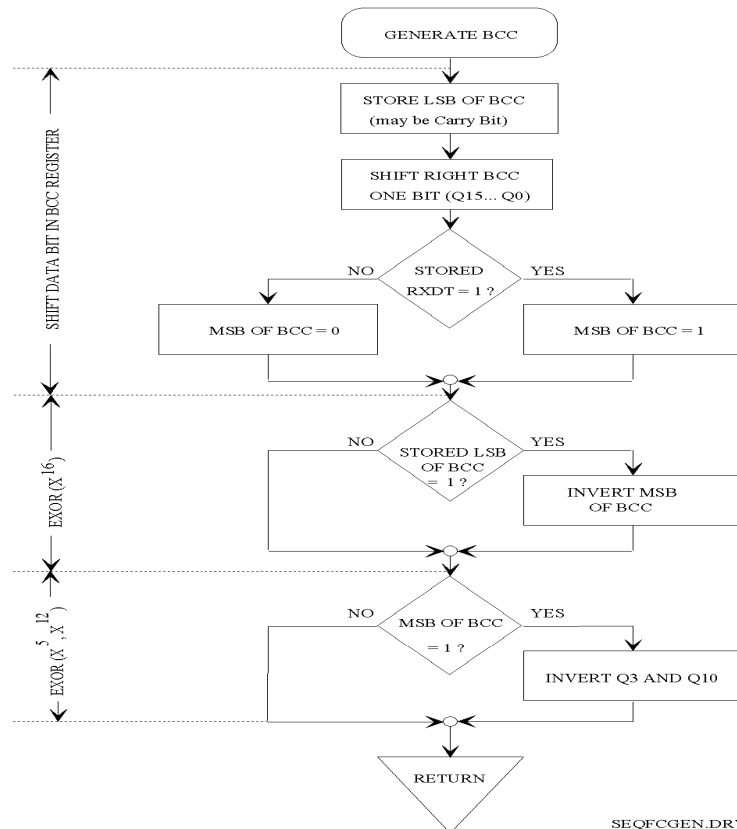 GENERATE BCC
STORE LSB OF BCC
(may be Carry Bit)
SHIFT RIGHT BCC
ONE BIT (Q15... Q0)
SHIFT DATA BIT IN BCC REGISTER
NO
STORED
RXDT = 1 ?
YES
MSB OF BCC = 0
MSB OF BCC = 1
EXOR (X^16)
NO
STORED LSB
OF BCC
= 1 ?
YES
INVERT MSB
OF BCC
EXOR (X^5, X^12)
NO
MSB OF BCC
= 1 ?
YES
INVERT Q3 AND Q10
RETURN